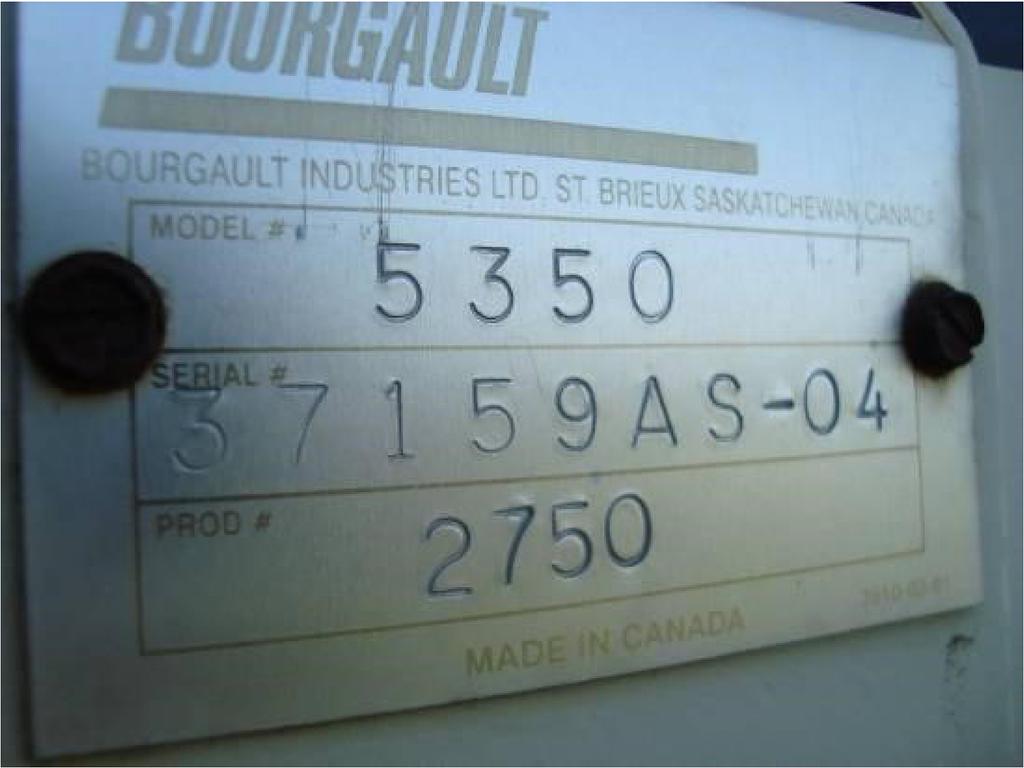 BOURGAULT
BOURGAULT INDUSTRIES LTD. ST. BRIEUX SASKATCHEWAN CANADA
MODEL #
5350
SERIAL #
37159AS-04
PROD #
2750
MADE IN CANADA